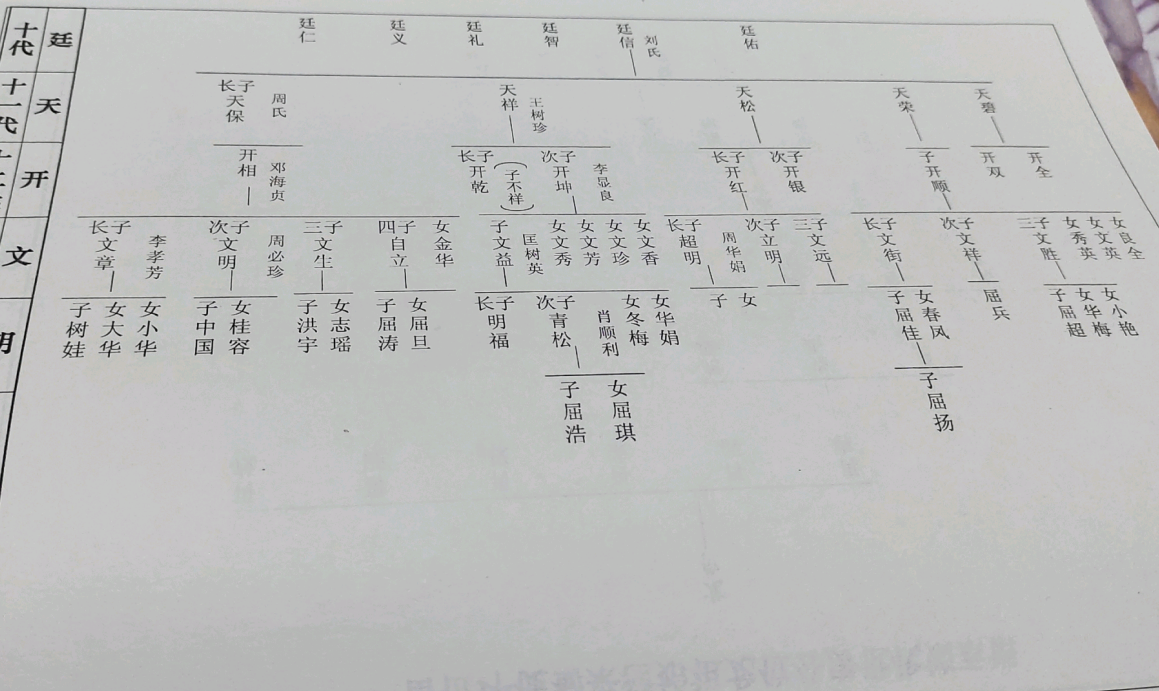 十代
廷
廷仁
廷义
廷礼
廷智
廷信
刘氏
廷佑
十一代
天
长子天保
周氏
天祥
王树珍
天松
天荣
天碧
开
开相
邓海贞
长子开乾
（子不祥）
次子开坤
李显良
长子开红
次子开银
子开顺
开双
开全
文
长子文章
李孝芳
次子文明
周必珍
三子文生
四子自立
女金华
子文益
匡树英
女文秀
女文芳
女文珍
女文香
长子超明
周华娟
次子立明
三子文远
长子文街
次子文祥
三子文胜
女秀英
女文英
女良全
子树娃
女大华
女小华
子中国
女桂容
子洪宇
女志瑶
子屈涛
女屈旦
长子明福
次子青松
肖顺利
女冬梅
女华娟
子
女
子屈佳
女春风
屈兵
子屈超
女华梅
女小艳
子屈浩
女屈琪
子屈扬